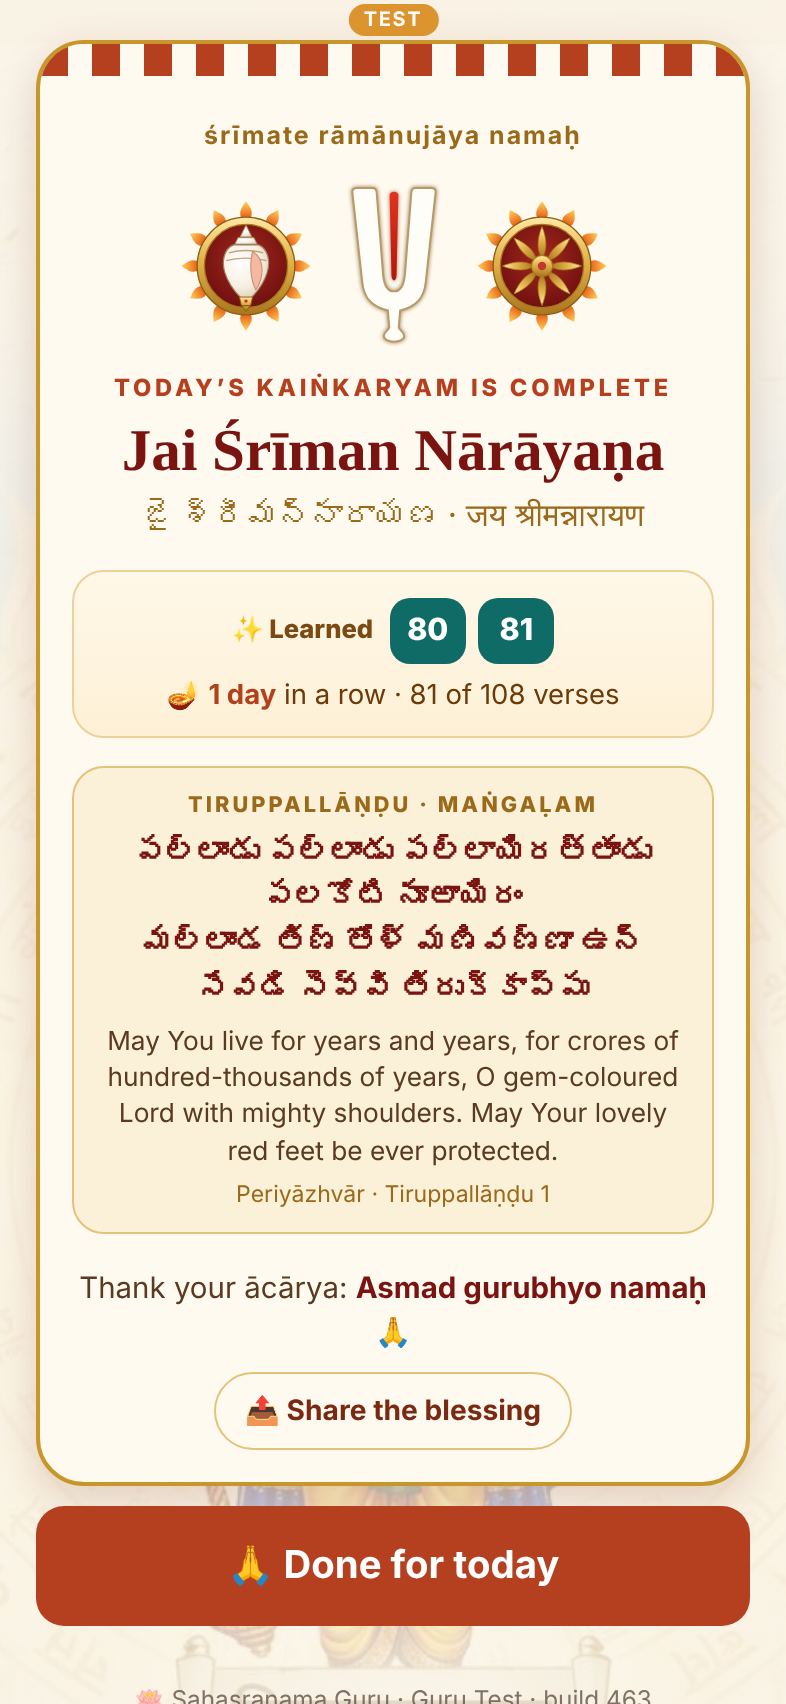 TEST
śrīmate rāmānujāya namaḥ
TODAY’S KAIṄKARYAM IS COMPLETE
Jai Śrīman Nārāyaṇa
జై శ్రీమన్నారాయణ · जय श्रीमन्नारायण
✨ Learned 80 81
🪔 1 day in a row · 81 of 108 verses
TIRUPPALLĀṆḌU · MAṄGAḶAM
పల్లాండు పల్లాండు పల్లాయిరత్తాండు
పలకోటి నూఱాయిరం
మల్లాండ తిణ్ తోళ్ మణివణ్ణా ఉన్
సేవడి సెవ్వి తిరుక్కాప్పు
May You live for years and years, for crores of
hundred-thousands of years, O gem-coloured
Lord with mighty shoulders. May Your lovely
red feet be ever protected.
Periyāzhvār · Tiruppallāṇḍu 1
Thank your ācārya: Asmad gurubhyo namaḥ
🙏
📤 Share the blessing
🙏 Done for today
🪷 Sahasranama Guru · Guru Test · build 463